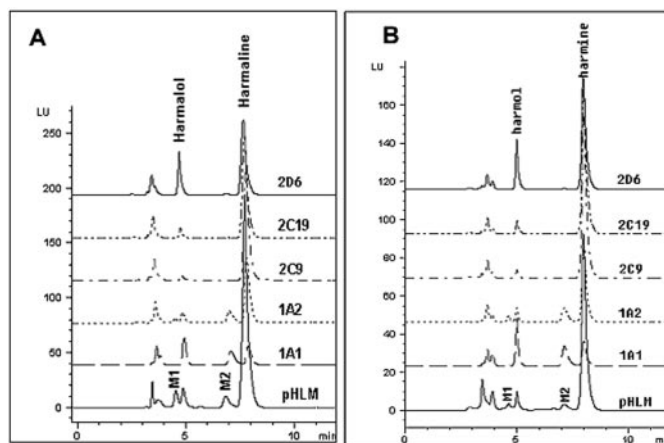 A
LU
Harmalol
Harmaline
250
200
150
100
50
0
2D6
2C19
2C9
1A2
1A1
pHLM
M1
M2
0
5
10
min
B
LU
harmol
harmine
160
140
120
100
80
60
40
20
0
2D6
2C19
2C9
1A2
1A1
pHLM
M1
M2
0
5
10
min